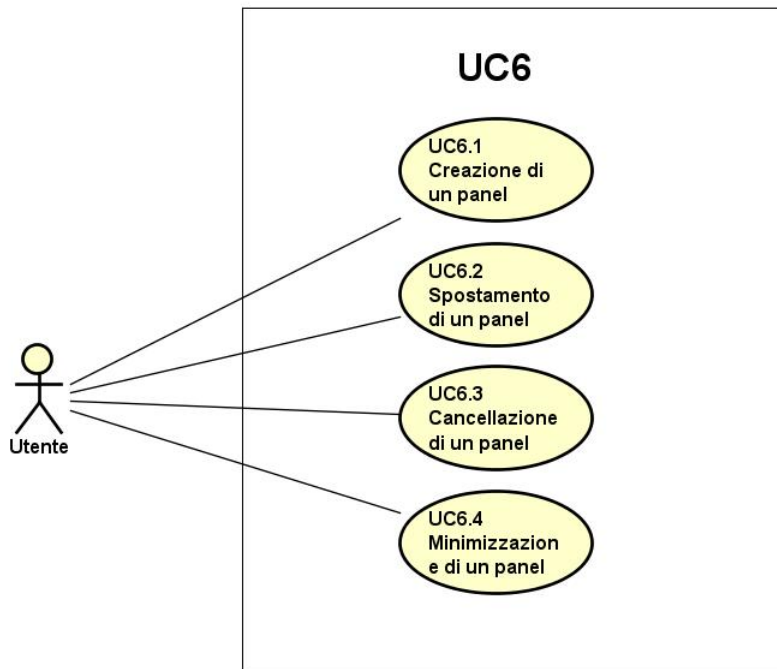 UC6
UC6.1
Creazione di
un panel
UC6.2
Spostamento
di un panel
UC6.3
Cancellazione
di un panel
UC6.4
Minimizzazion
e di un panel
Utente